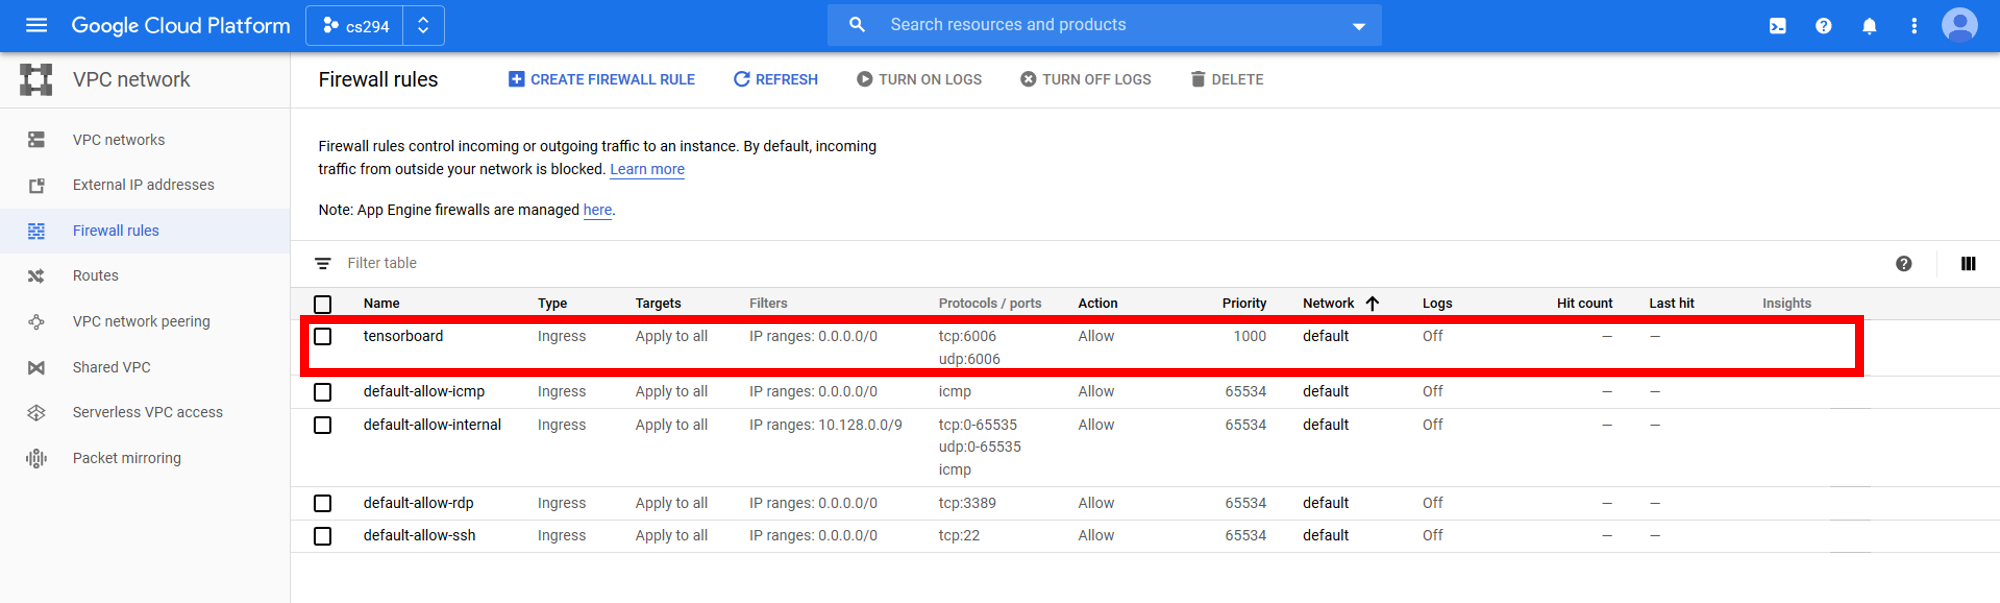 Google Cloud Platform cs294 Search resources and products
VPC network
Firewall rules CREATE FIREWALL RULE REFRESH TURN ON LOGS TURN OFF LOGS DELETE
VPC networks
External IP addresses
Firewall rules
Routes
VPC network peering
Shared VPC
Serverless VPC access
Packet mirroring
Firewall rules control incoming or outgoing traffic to an instance. By default, incoming
traffic from outside your network is blocked. Learn more
Note: App Engine firewalls are managed here.
Filter table
Name Type Targets Filters Protocols / ports Action Priority Network Logs Hit count Last hit Insights
tensorboard Ingress Apply to all IP ranges: 0.0.0.0/0 tcp:6006 Allow 1000 default Off — —
udp:6006
default-allow-icmp Ingress Apply to all IP ranges: 0.0.0.0/0 icmp Allow 65534 default Off — —
default-allow-internal Ingress Apply to all IP ranges: 10.128.0.0/9 tcp:0-65535 Allow 65534 default Off — —
udp:0-65535
icmp
default-allow-rdp Ingress Apply to all IP ranges: 0.0.0.0/0 tcp:3389 Allow 65534 default Off — —
default-allow-ssh Ingress Apply to all IP ranges: 0.0.0.0/0 tcp:22 Allow 65534 default Off — —